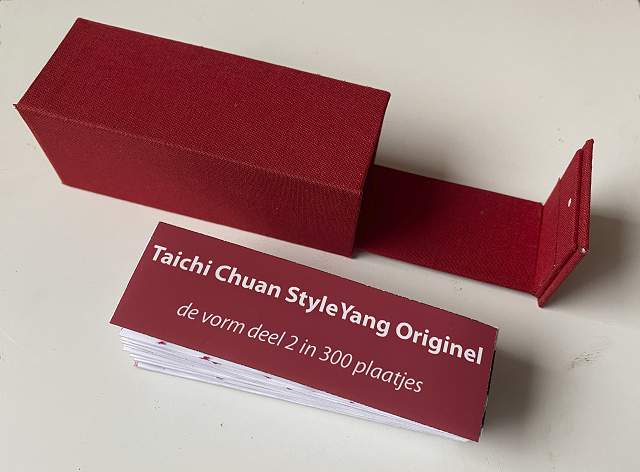 Taichi Chuan StyleYang Originel
de vorm deel 2 in 300 plaatjes